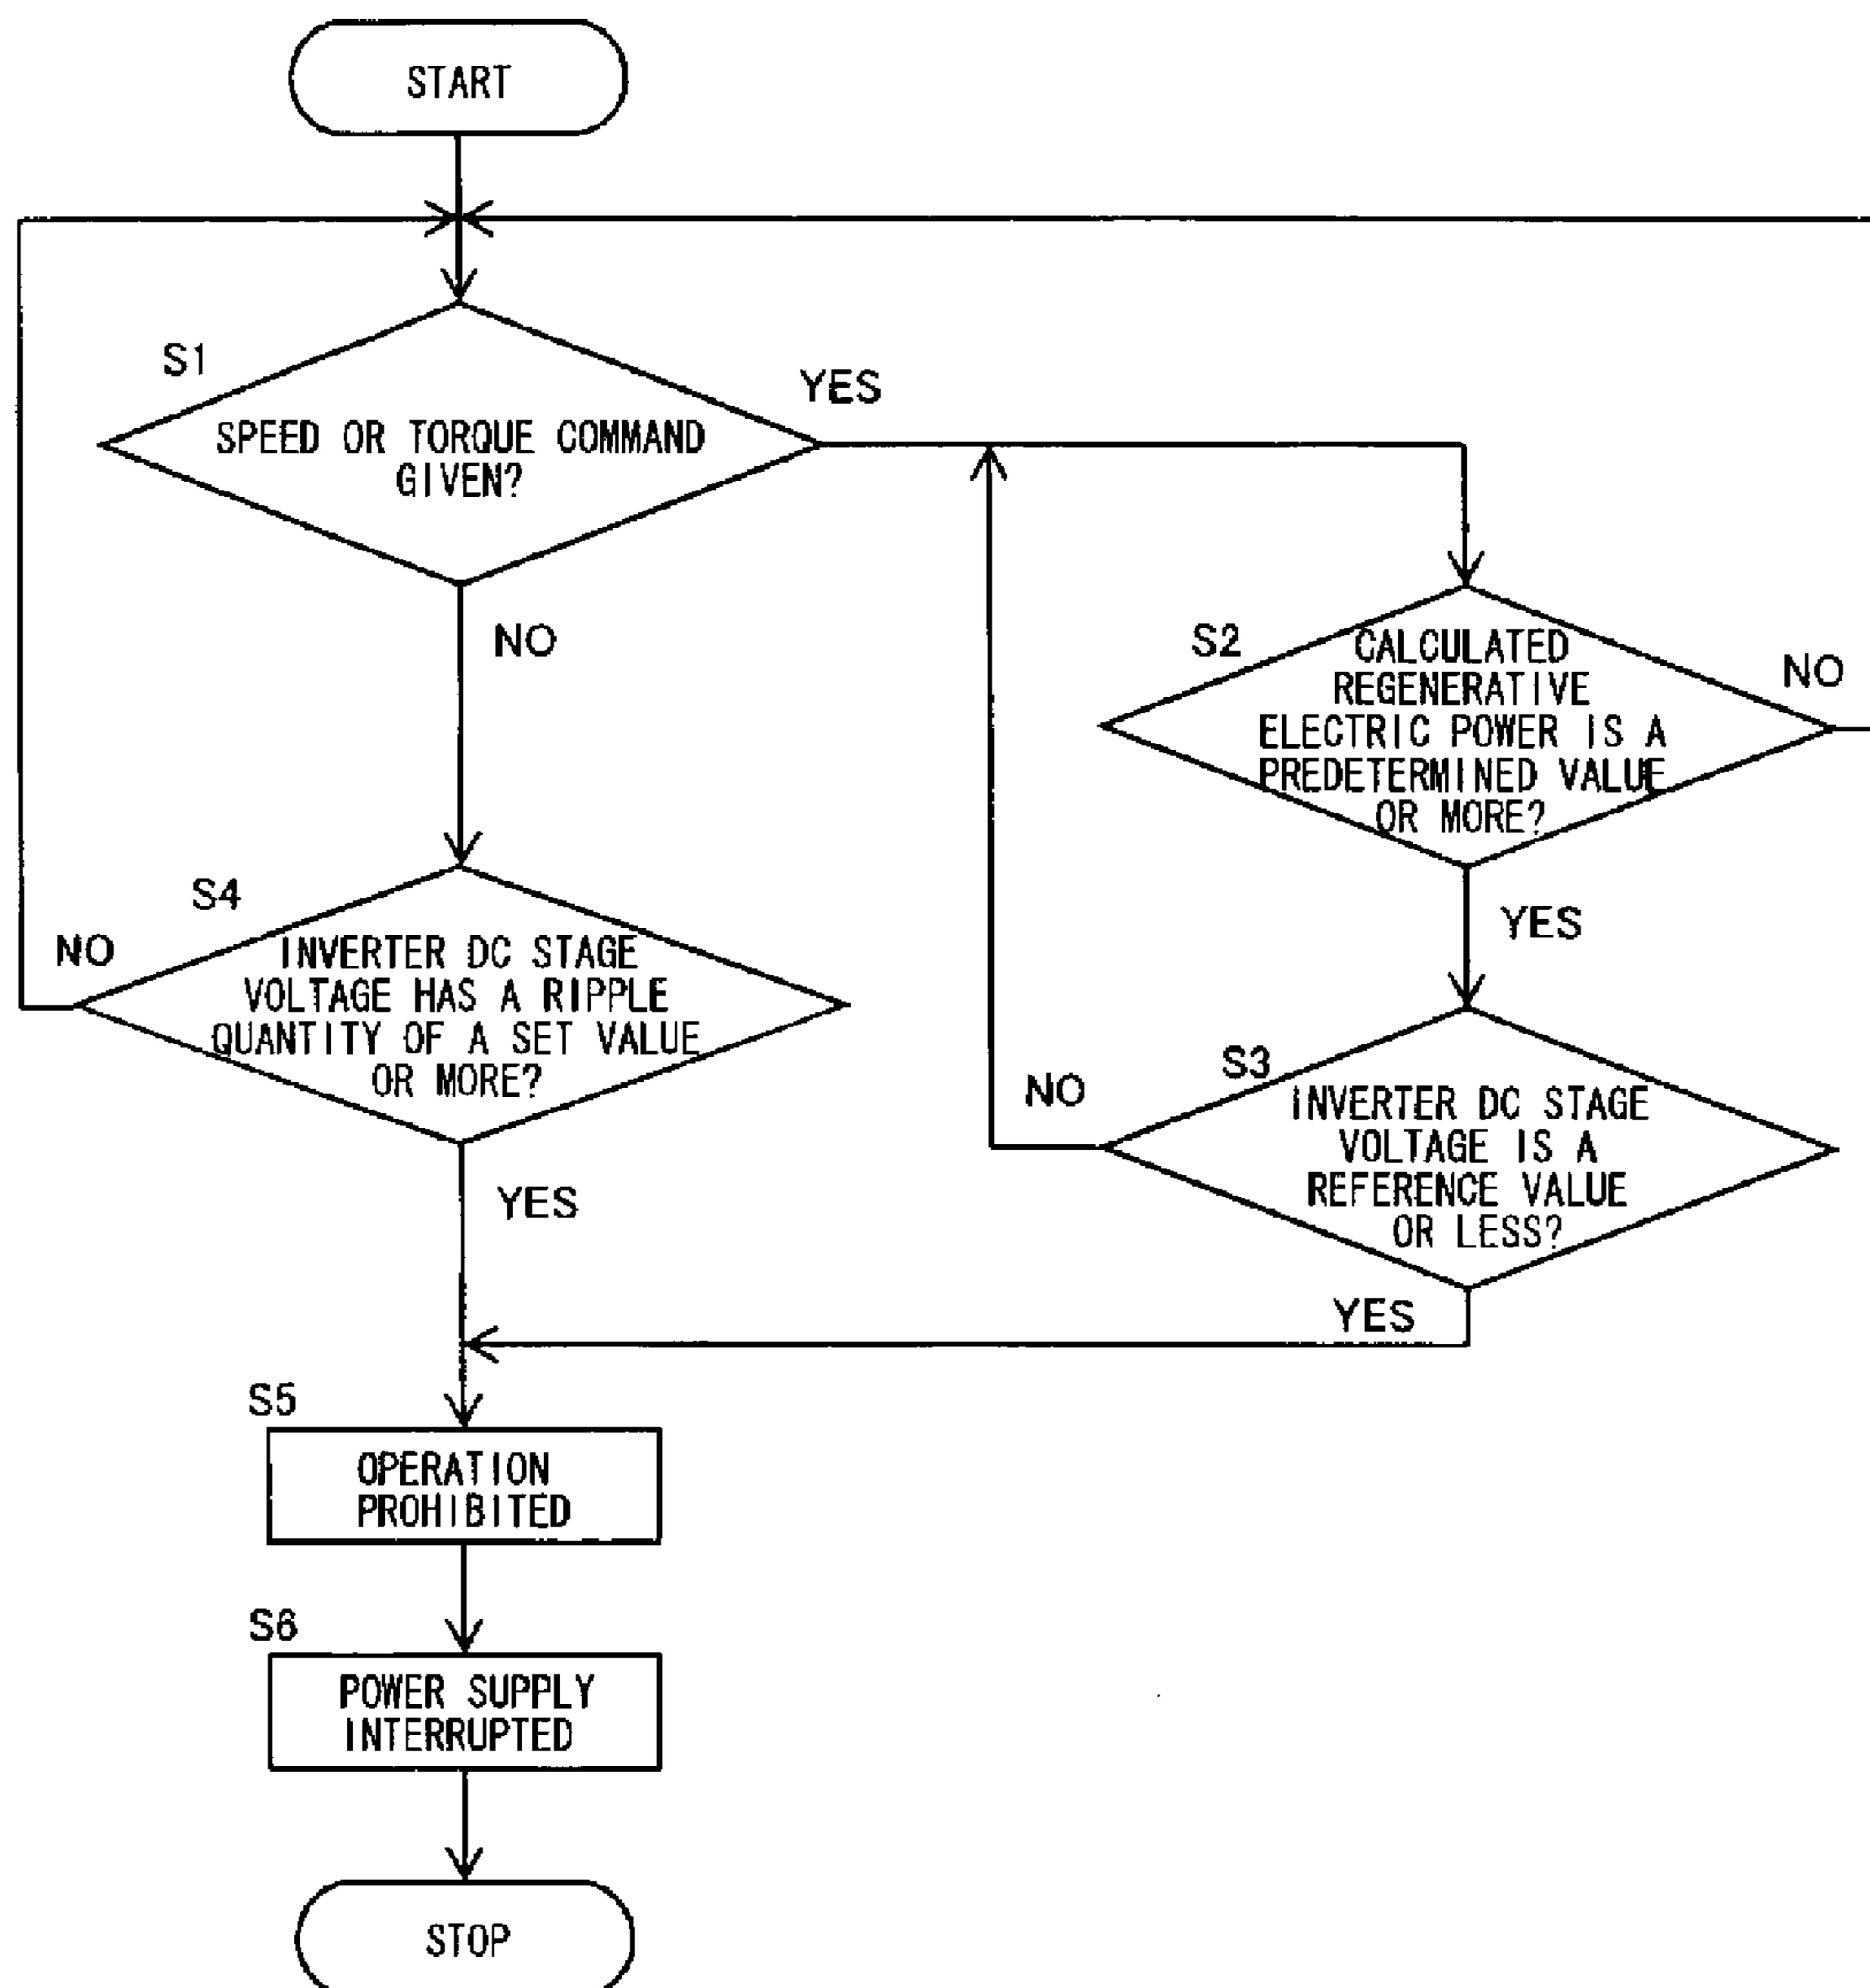 START
S1
SPEED OR TORQUE COMMAND
GIVEN?
YES
NO
S2
CALCULATED
REGENERATIVE
ELECTRIC POWER IS A
PREDETERMINED VALUE
OR MORE?
NO
YES
S4
INVERTER DC STAGE
VOLTAGE HAS A RIPPLE
QUANTITY OF A SET VALUE
OR MORE?
NO
YES
S3
INVERTER DC STAGE
VOLTAGE IS A
REFERENCE VALUE
OR LESS?
NO
YES
S5
OPERATION
PROHIBITED
S6
POWER SUPPLY
INTERRUPTED
STOP